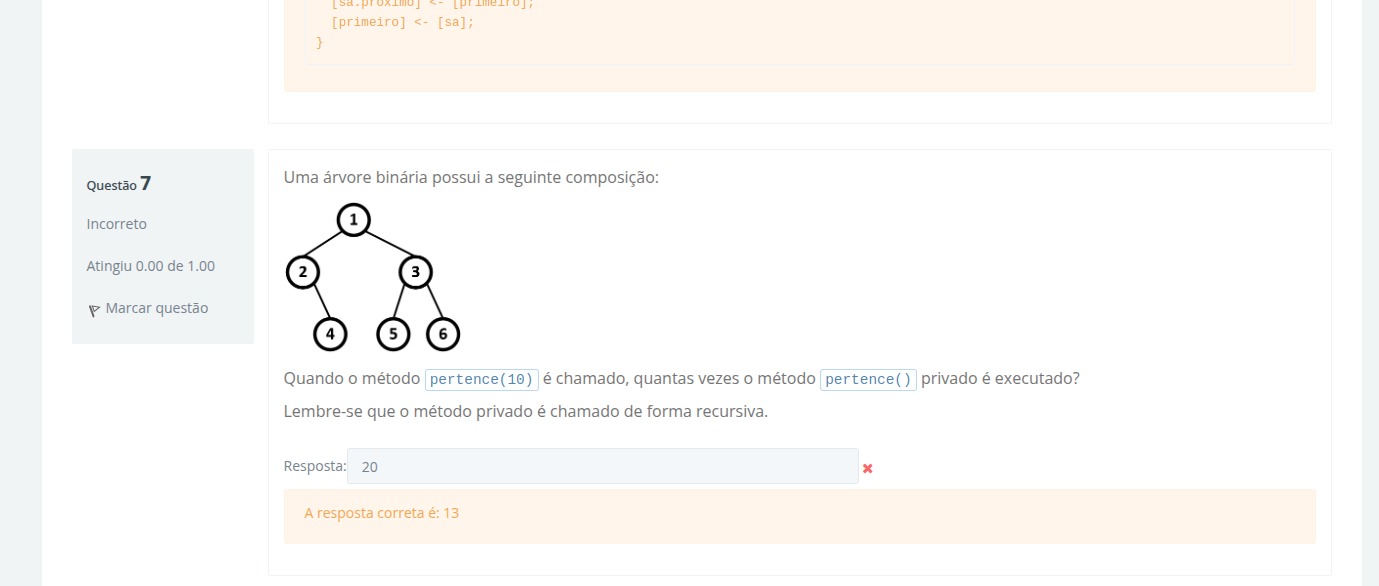 [sa.proximo] <- [primeiro];
[primeiro] <- [sa];
}
Questão 7
Incorreto
Atingiu 0.00 de 1.00
Marcar questão
Uma árvore binária possui a seguinte composição:
1
2 3
4 5 6
Quando o método pertence(10) é chamado, quantas vezes o método pertence() privado é executado?
Lembre-se que o método privado é chamado de forma recursiva.
Resposta: 20
A resposta correta é: 13